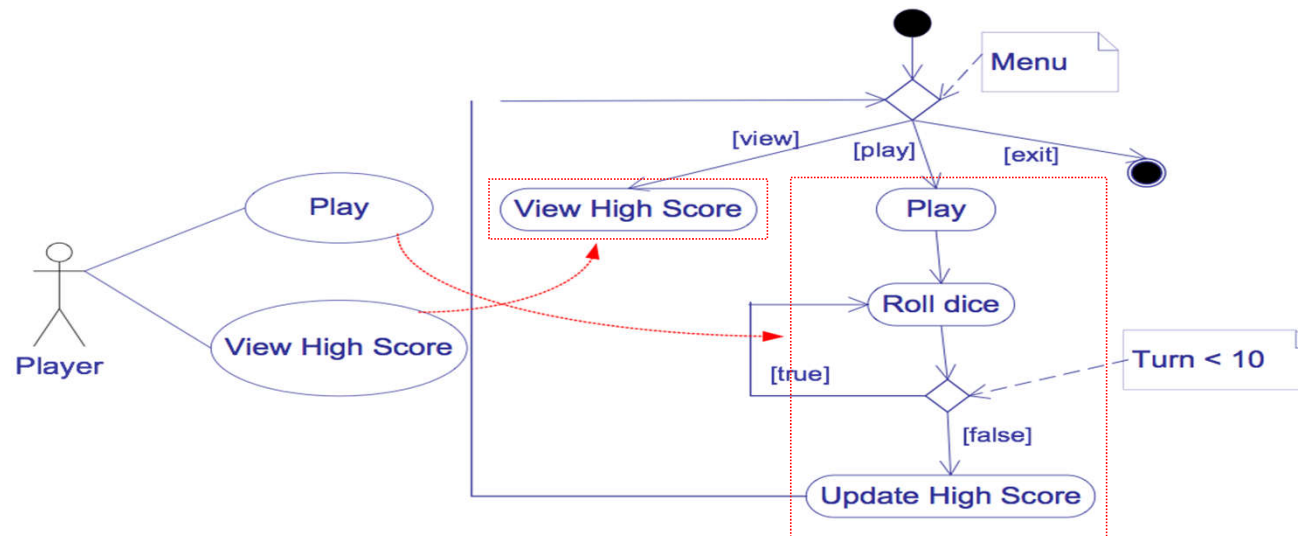 Menu
[view]
[play]
[exit]
View High Score
Play
Play
Roll dice
View High Score
Player
[true]
Turn < 10
[false]
Update High Score